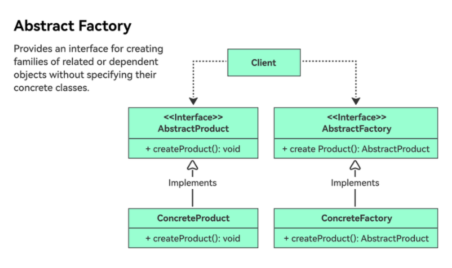 Abstract Factory
Provides an interface for creating
families of related or dependent
objects without specifying their
concrete classes.
Client
<<Interface>>
AbstractProduct
+ createProduct(): void
<<Interface>>
AbstractFactory
+ create Product(): AbstractProduct
Implements
Implements
ConcreteProduct
+ createProduct(): void
ConcreteFactory
+ createProduct(): AbstractProduct